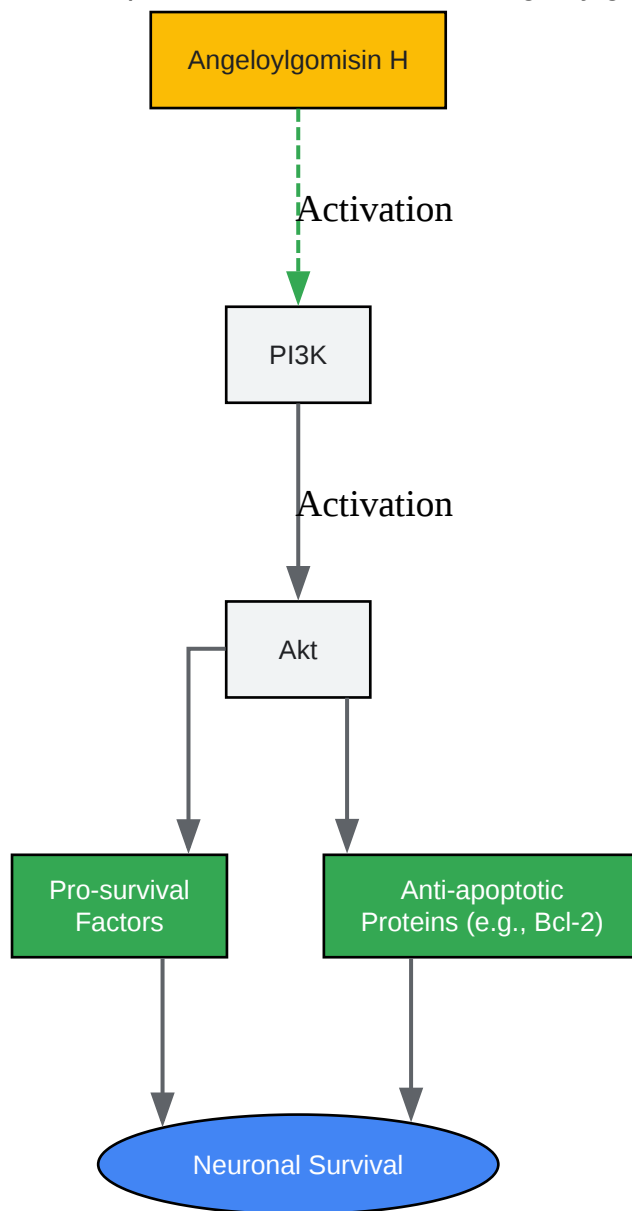 Angeloylgomisin H
Activation
PI3K
Activation
Akt
Pro-survival
Factors
Anti-apoptotic
Proteins (e.g., Bcl-2)
Neuronal Survival